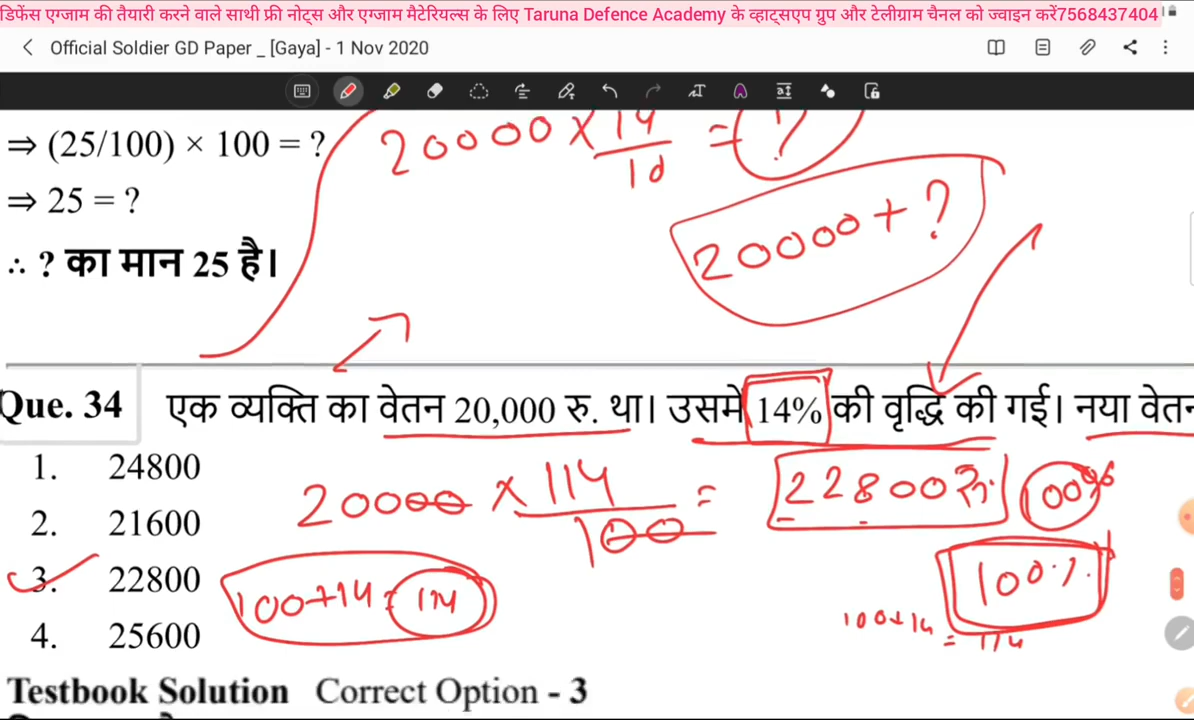 डिफेंस एग्जाम की तैयारी करने वाले साथी फ्री नोट्स और एग्जाम मैटेरियल्स के लिए Taruna Defence Academy के व्हाट्सएप ग्रुप और टेलीग्राम चैनल को ज्वाइन करें7568437404
Official Soldier GD Paper _ [Gaya] - 1 Nov 2020
⇒ (25/100) × 100 = ?
20000 × 14/10 = ?
⇒ 25 = ?
20000 + ?
∴ ? का मान 25 है।
Que. 34 एक व्यक्ति का वेतन 20,000 रु. था। उसमें 14% की वृद्धि की गई। नया वेतन
1. 24800
20000 × 114/100 = 22800रु. 100%
2. 21600
3. 22800
100+14 = 114
100%
100+14 = 114
4. 25600
Testbook Solution Correct Option - 3